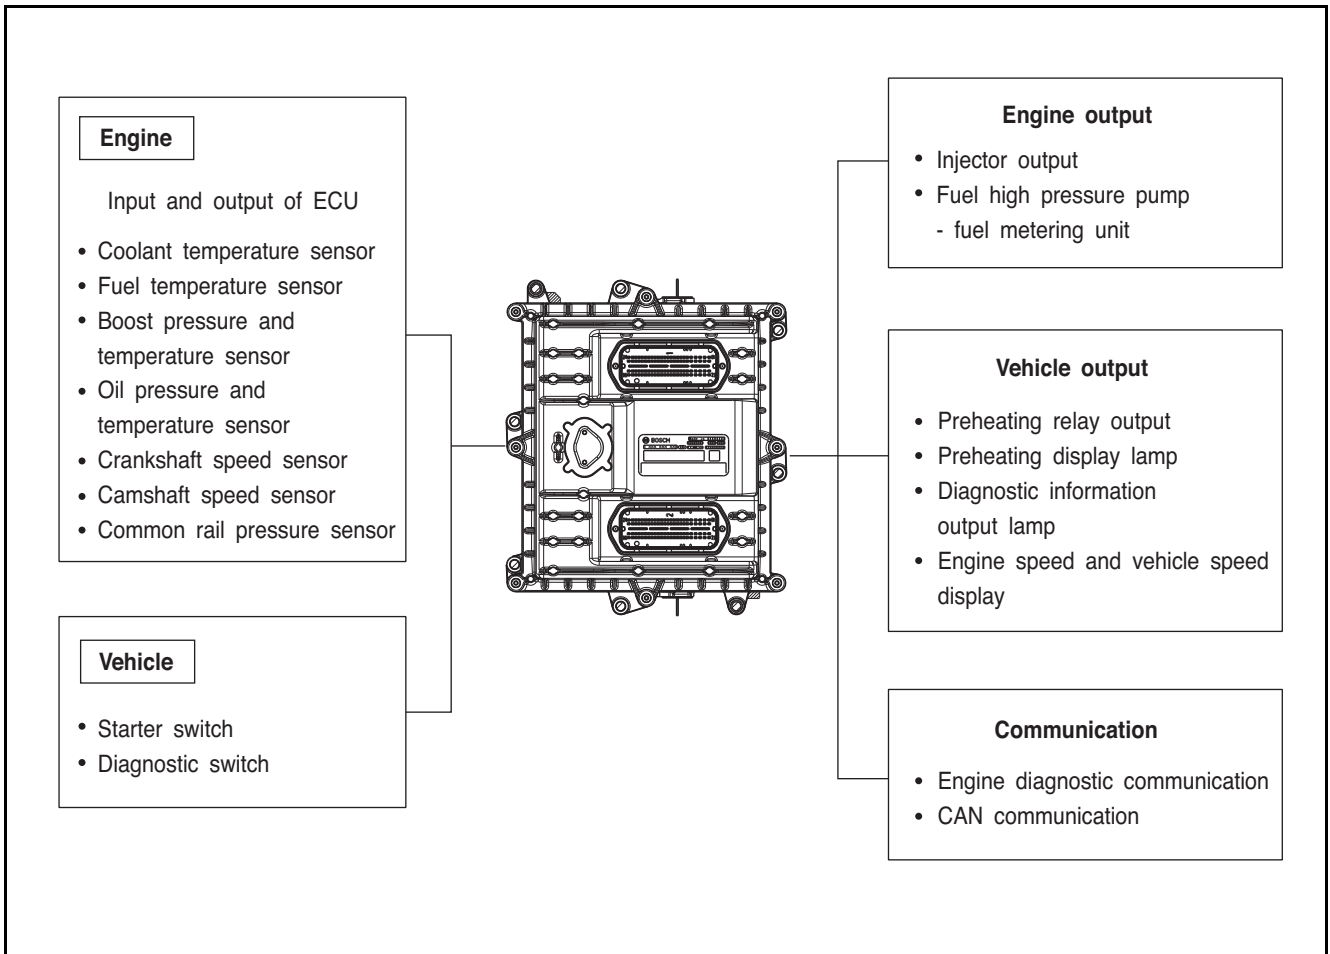 Engine
Input and output of ECU
• Coolant temperature sensor
• Fuel temperature sensor
• Boost pressure and
temperature sensor
• Oil pressure and
temperature sensor
• Crankshaft speed sensor
• Camshaft speed sensor
• Common rail pressure sensor
Vehicle
• Starter switch
• Diagnostic switch
BOSCH
Engine output
• Injector output
• Fuel high pressure pump
- fuel metering unit
Vehicle output
• Preheating relay output
• Preheating display lamp
• Diagnostic information
output lamp
• Engine speed and vehicle speed
display
Communication
• Engine diagnostic communication
• CAN communication